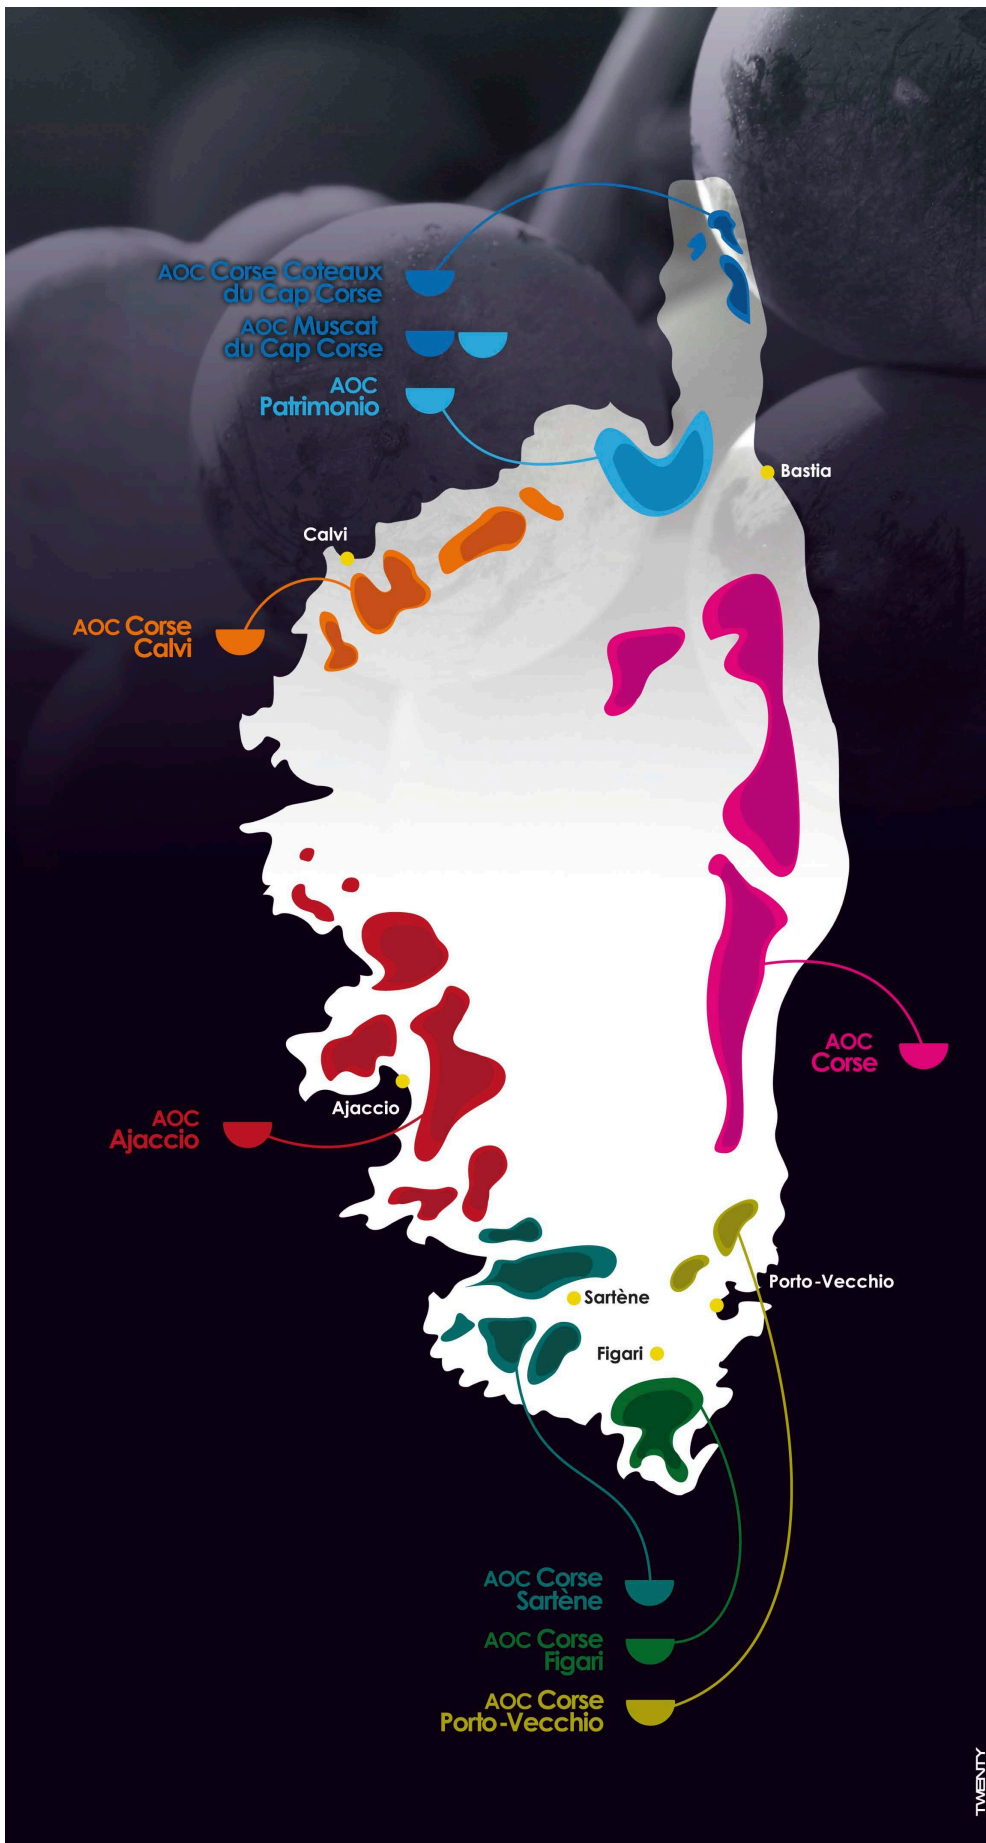 AOC Corse Coteaux
du Cap Corse
AOC Muscat
du Cap Corse
AOC
Patrimonio
Bastia
Calvi
AOC Corse
Calvi
AOC
Corse
Ajaccio
AOC
Ajaccio
Porto-Vecchio
Sartène
Figari
AOC Corse
Sartène
AOC Corse
Figari
AOC Corse
Porto-Vecchio
TWENTY